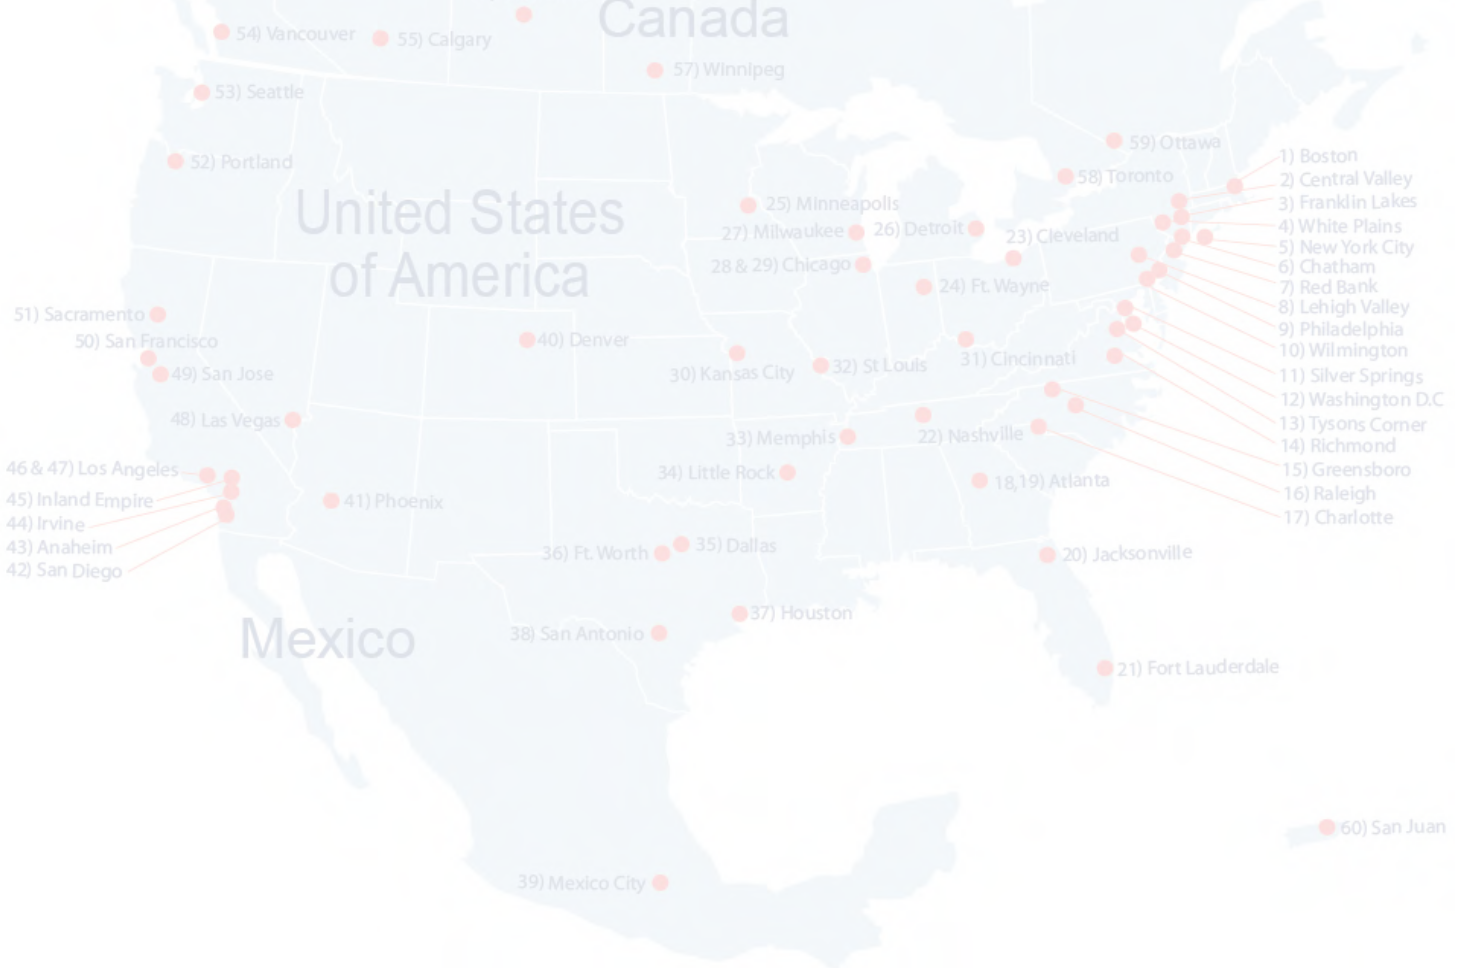 Canada
54) Vancouver
55) Calgary
57) Winnipeg
53) Seattle
52) Portland
59) Ottawa
58) Toronto
United States
of America
25) Minneapolis
27) Milwaukee
26) Detroit
23) Cleveland
28 & 29) Chicago
24) Ft. Wayne
1) Boston
2) Central Valley
3) Franklin Lakes
4) White Plains
5) New York City
6) Chatham
7) Red Bank
8) Lehigh Valley
9) Philadelphia
10) Wilmington
11) Silver Springs
12) Washington D.C
13) Tysons Corner
14) Richmond
15) Greensboro
16) Raleigh
17) Charlotte
51) Sacramento
50) San Francisco
49) San Jose
40) Denver
30) Kansas City
32) St Louis
31) Cincinnati
48) Las Vegas
33) Memphis
22) Nashville
46 & 47) Los Angeles
45) Inland Empire
44) Irvine
43) Anaheim
42) San Diego
41) Phoenix
34) Little Rock
18,19) Atlanta
36) Ft. Worth
35) Dallas
20) Jacksonville
Mexico
38) San Antonio
37) Houston
21) Fort Lauderdale
39) Mexico City
60) San Juan